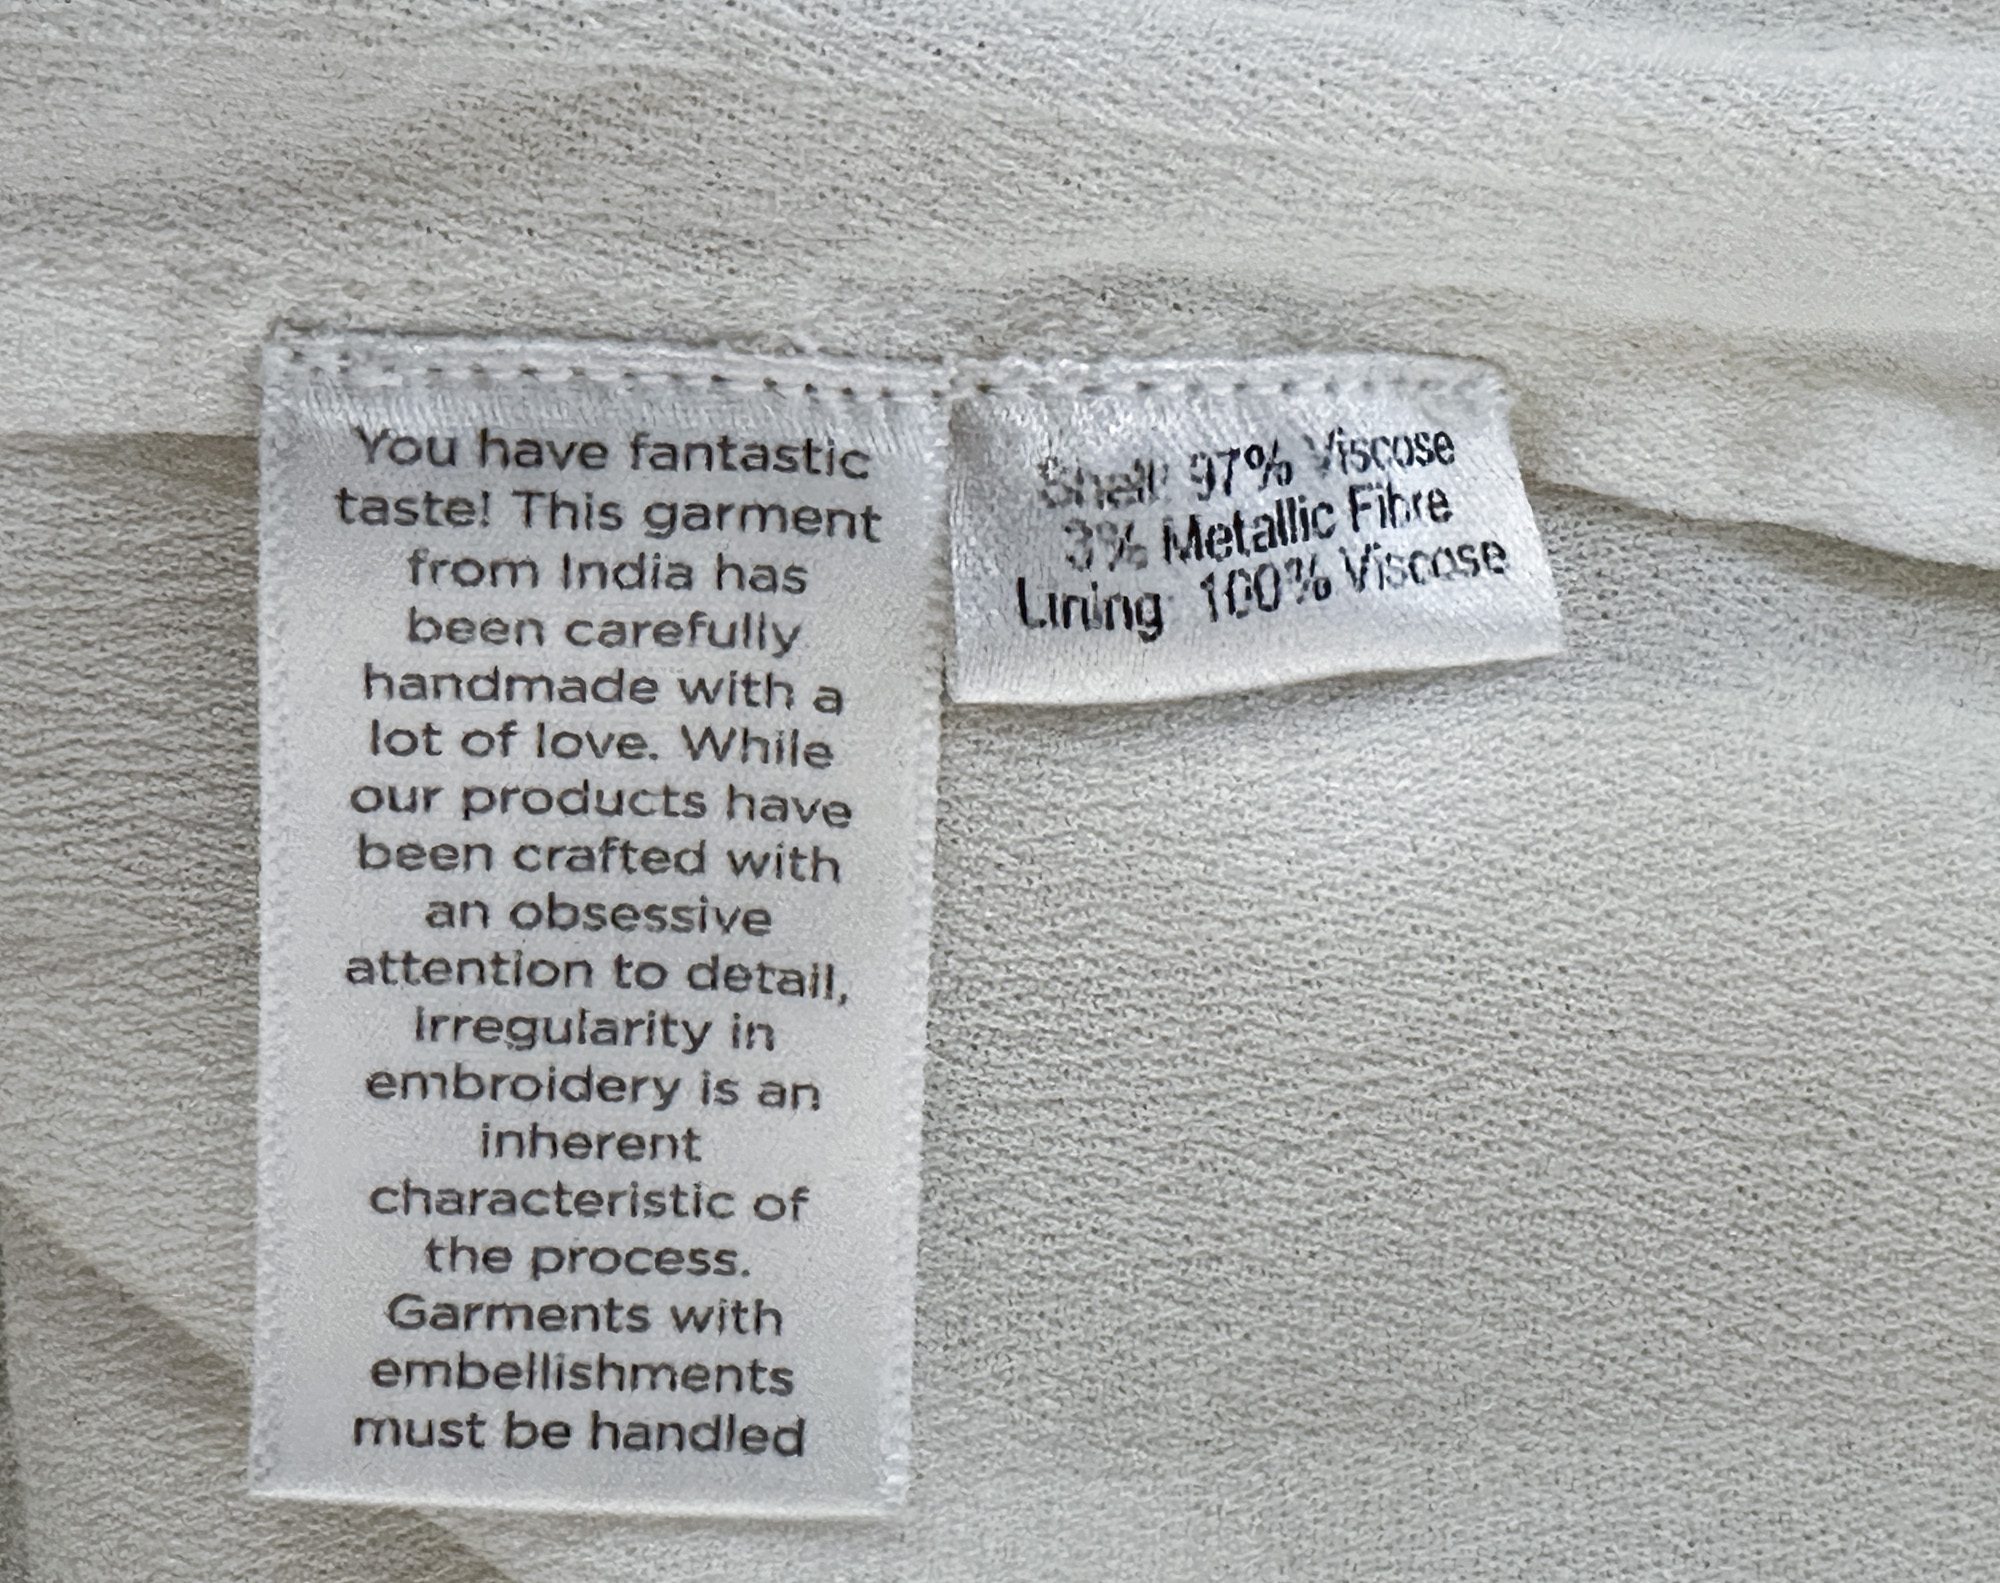 You have fantastic
taste! This garment
from India has
been carefully
handmade with a
lot of love. While
our products have
been crafted with
an obsessive
attention to detail,
irregularity in
embroidery is an
inherent
characteristic of
the process.
Garments with
embellishments
must be handled
Shell: 97% Viscose
3% Metallic Fibre
Lining: 100% Viscose